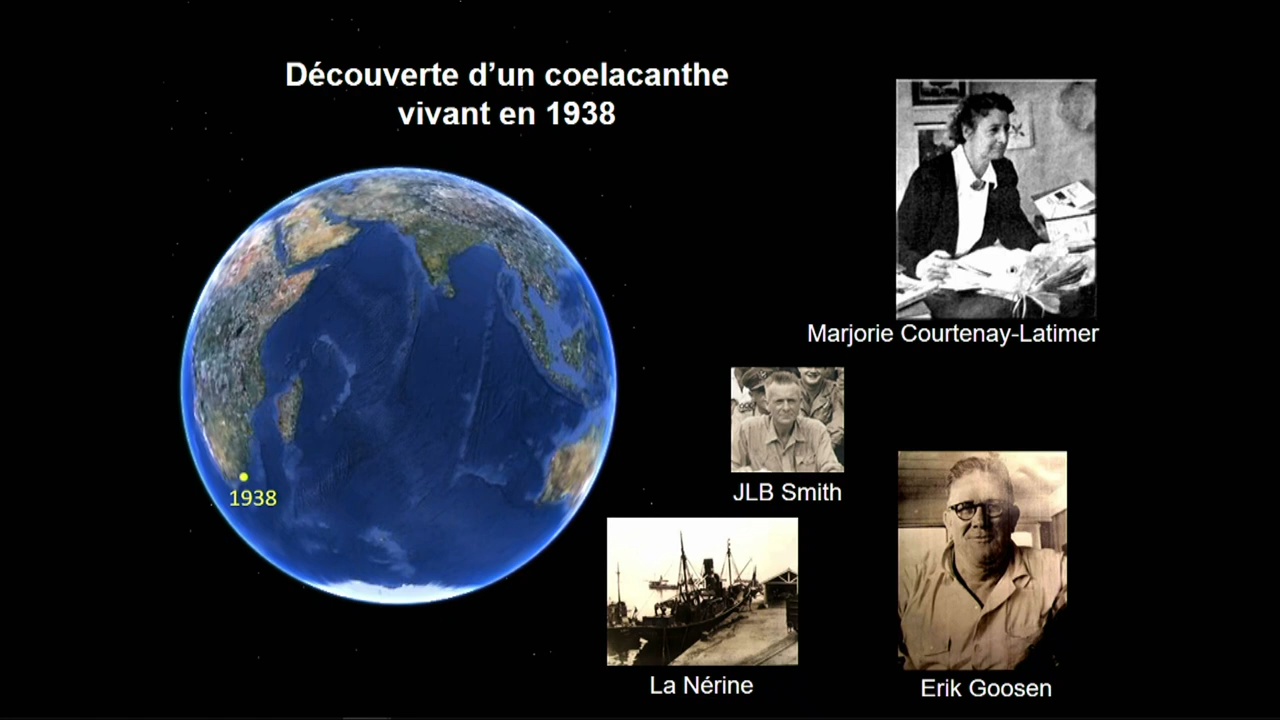 Découverte d’un coelacanthe
vivant en 1938
Marjorie Courtenay-Latimer
JLB Smith
1938
La Nérine
Erik Goosen